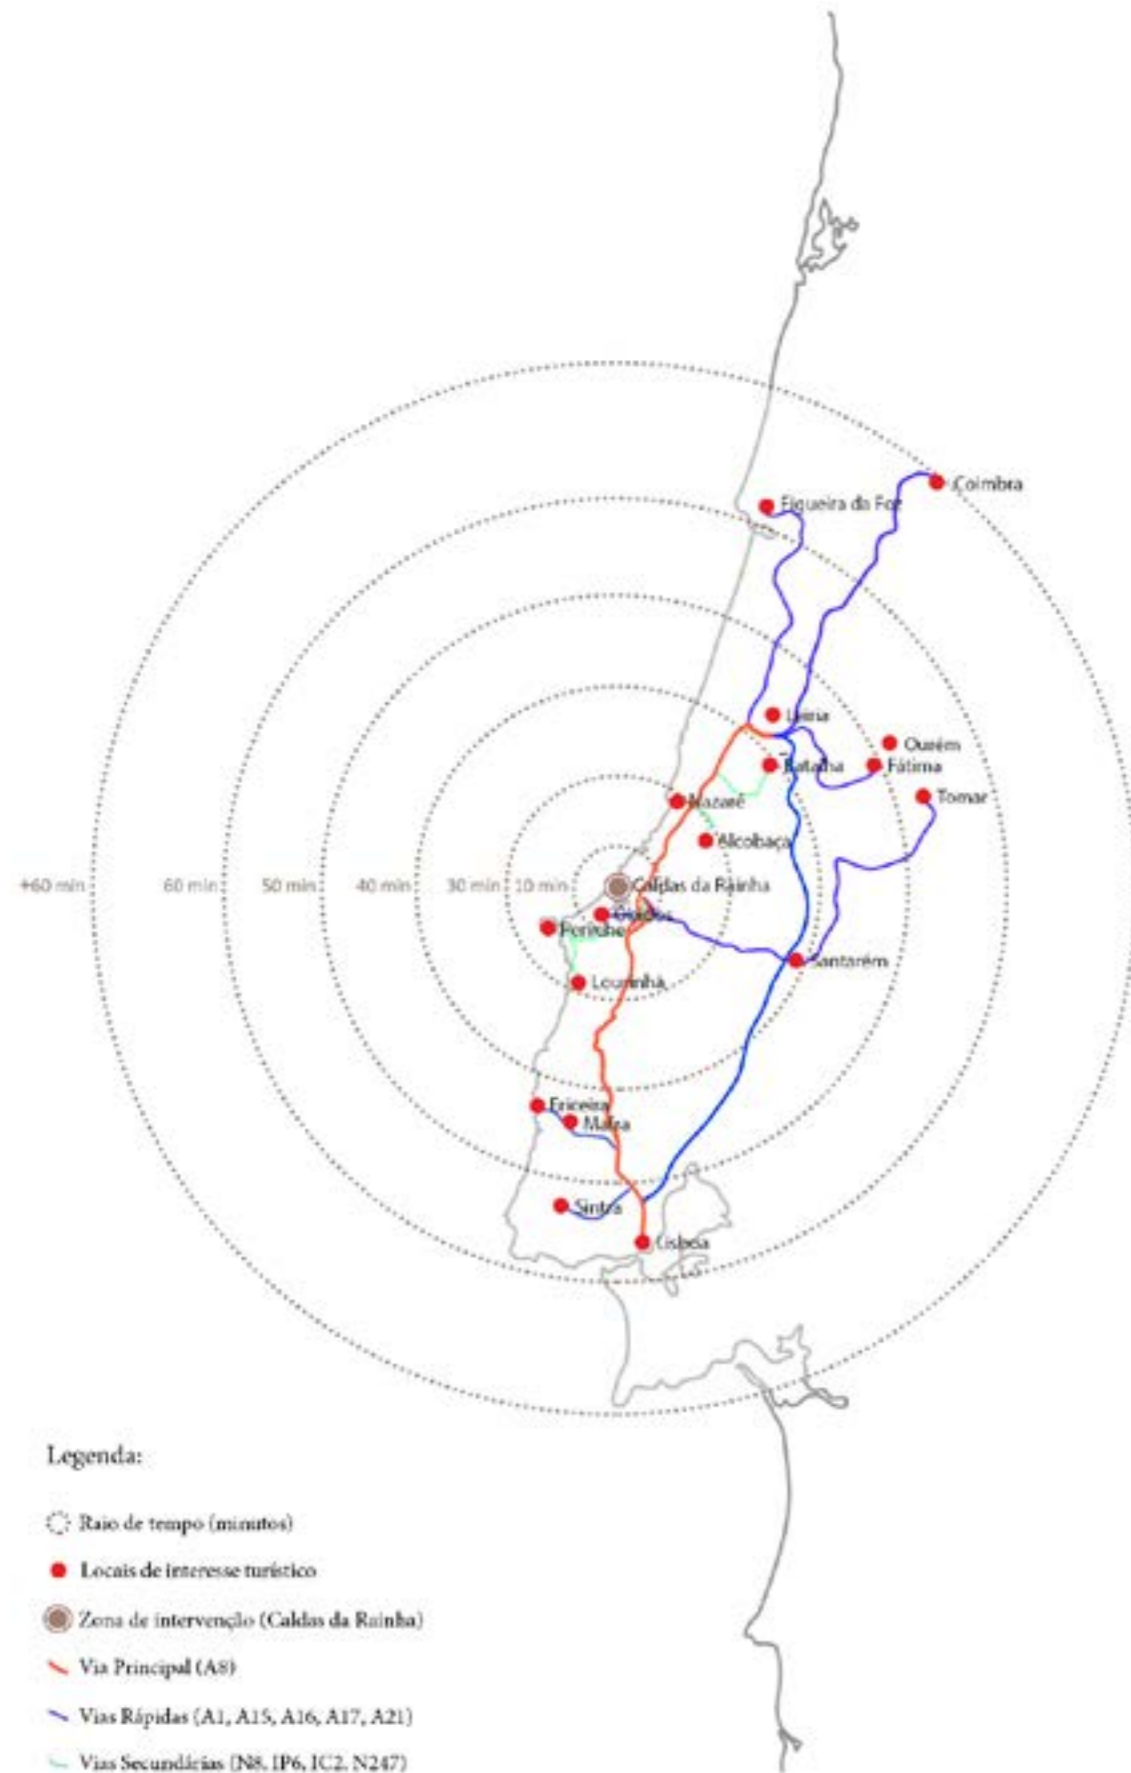 Coimbra
Figueira da Foz
Leiria
Ourém
Batalha
Fátima
Tomar
Nazaré
Alcobaça
+60 min
60 min
50 min
40 min
30 min
10 min
Caldas da Rainha
Óbidos
Peniche
Santarém
Lourinhã
Ericeira
Mafra
Sintra
Lisboa
Legenda:
Raio de tempo (minutos)
Locais de interesse turístico
Zona de intervenção (Caldas da Rainha)
Via Principal (A8)
Vias Rápidas (A1, A15, A16, A17, A21)
Vias Secundárias (N8, IP6, IC2, N247)